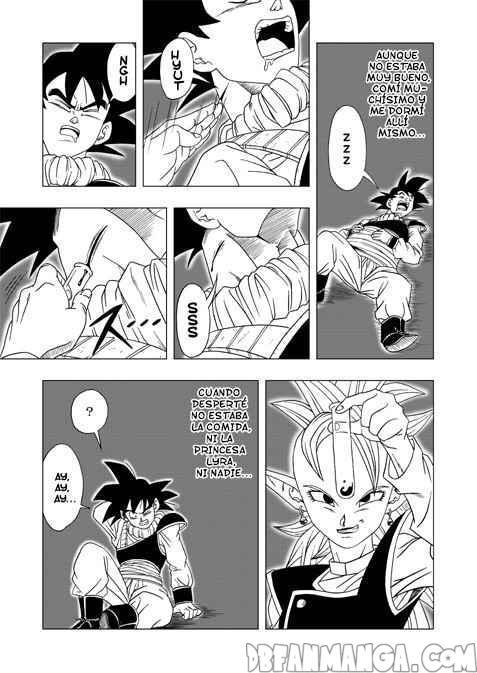 AUNQUE
NO ESTABA
MUY BUENO,
COMÍ MU-
CHÍSIMO Y
ME DORMÍ
ALLÍ
MISMO...
ZZZ
HYUT
NGH
SSS
CUANDO
DESPERTÉ
NO ESTABA
LA COMIDA,
NI LA
PRINCESA
LYRA,
NI NADIE...
?
AY,
AY,
AY...
DBFANMANGA.COM